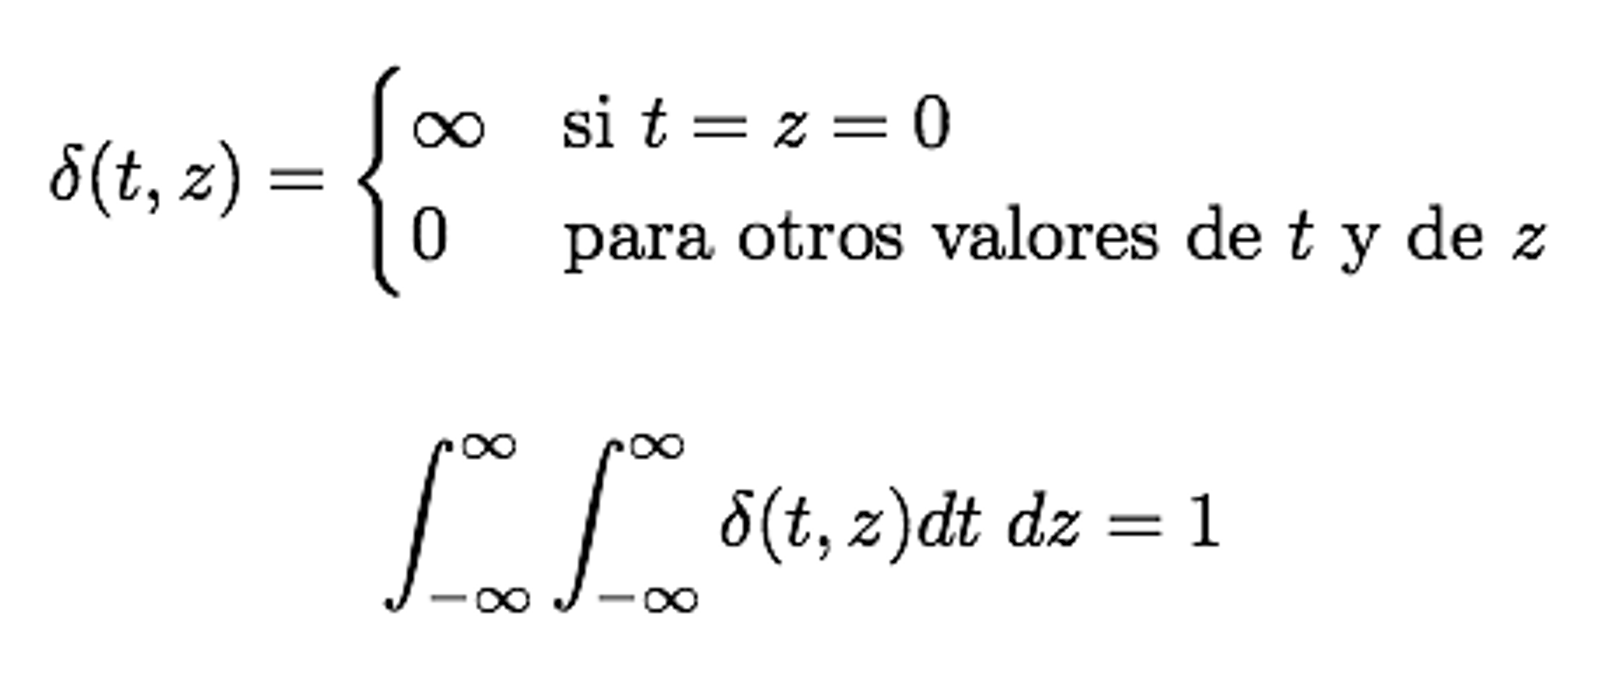 δ(t, z) = { ∞ si t = z = 0
0 para otros valores de t y de z
∫_{-∞}^{∞} ∫_{-∞}^{∞} δ(t, z)dt dz = 1